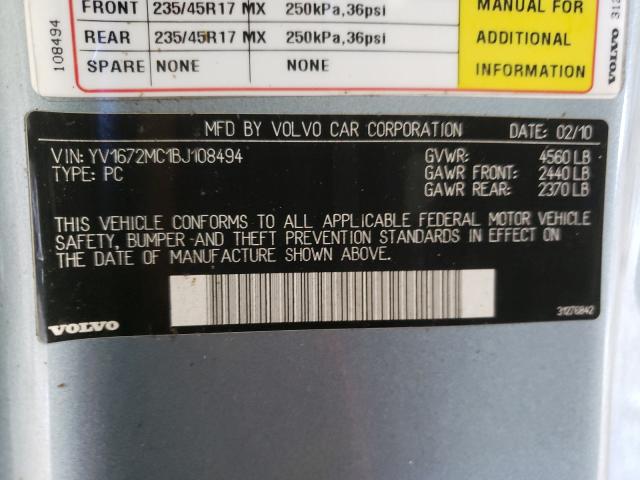 FRONT 235/45R17 MX 250kPa,36psi MANUAL FOR
REAR 235/45R17 MX 250kPa,36psi ADDITIONAL
SPARE NONE NONE INFORMATION
108494
VOLVO 312
MFD BY VOLVO CAR CORPORATION DATE: 02/10
VIN: YV1672MC1BJ108494 GVWR: 4560 LB
TYPE: PC GAWR FRONT: 2440 LB
GAWR REAR: 2370 LB
THIS VEHICLE CONFORMS TO ALL APPLICABLE FEDERAL MOTOR VEHICLE
SAFETY, BUMPER AND THEFT PREVENTION STANDARDS IN EFFECT ON
THE DATE OF MANUFACTURE SHOWN ABOVE.
VOLVO 31276842